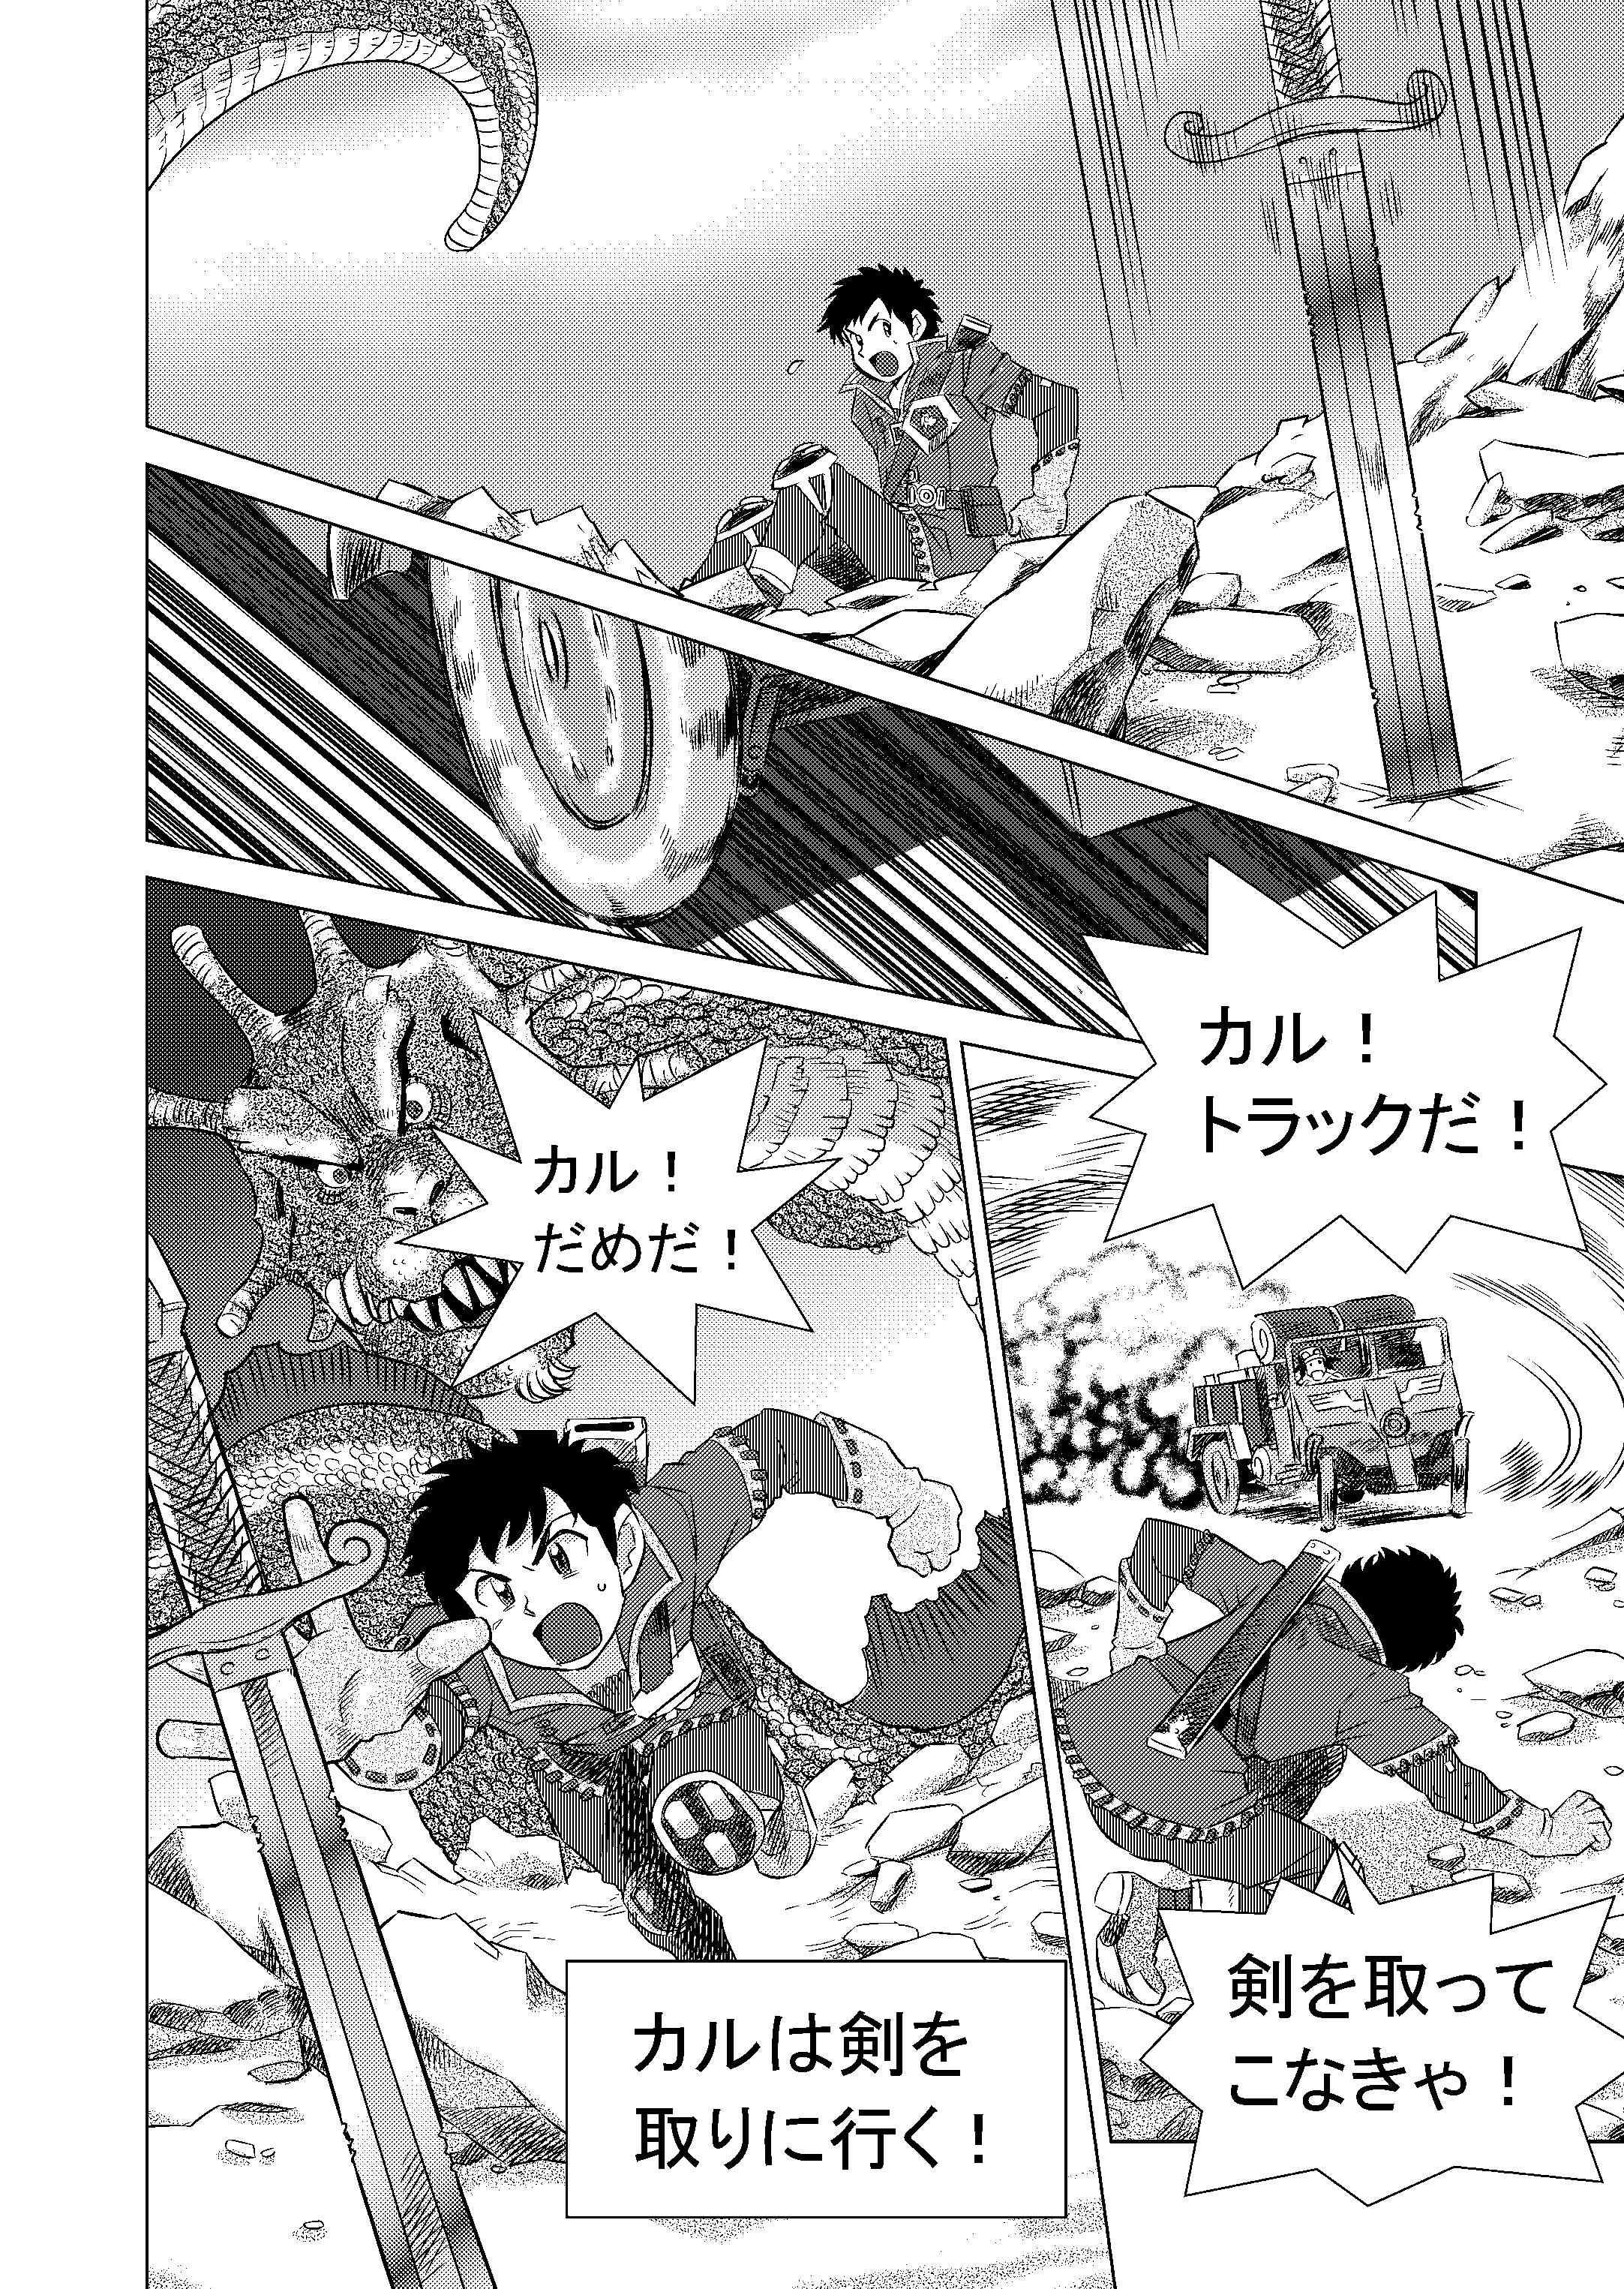 カル！
トラックだ！
剣を取って
こなきゃ！
カル！
だめだ！
カルは剣を
取りに行く！